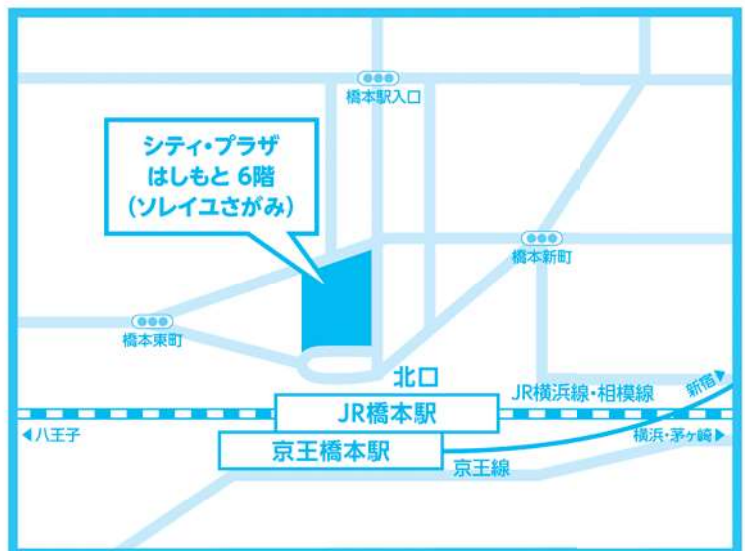 橋本駅入口
シティ・プラザ
はしもと 6階
(ソレイユさがみ)
橋本新町
橋本東町
北口
JR横浜線・相模線
新宿▶
JR橋本駅
◀八王子
京王橋本駅
横浜・茅ヶ崎▶
京王線